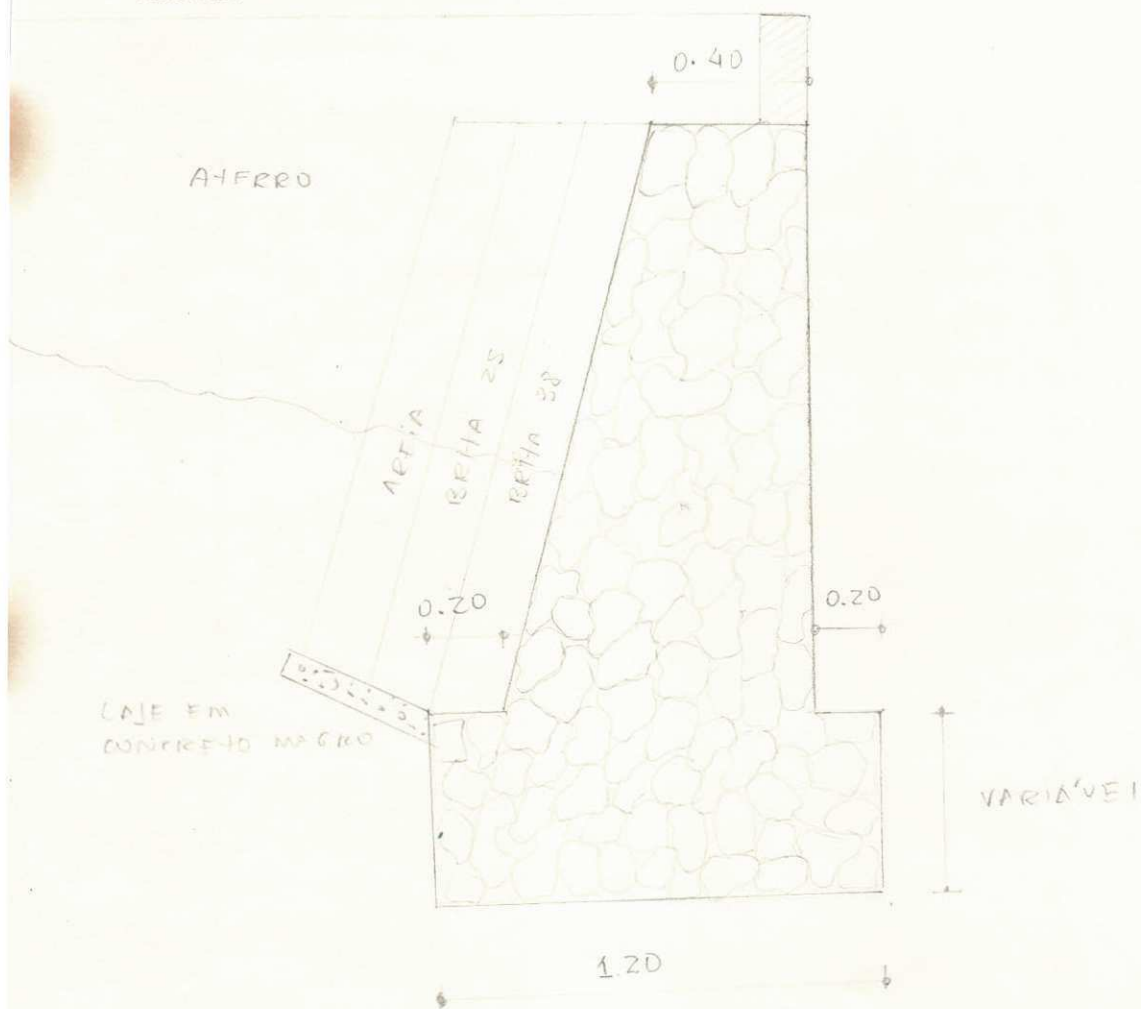 0.40
ATERRO
AREIA
BRITA 25
BRITA 38
0.20
0.20
LAJE EM
CONCRETO MAGRO
VARIÁVEL
1.20